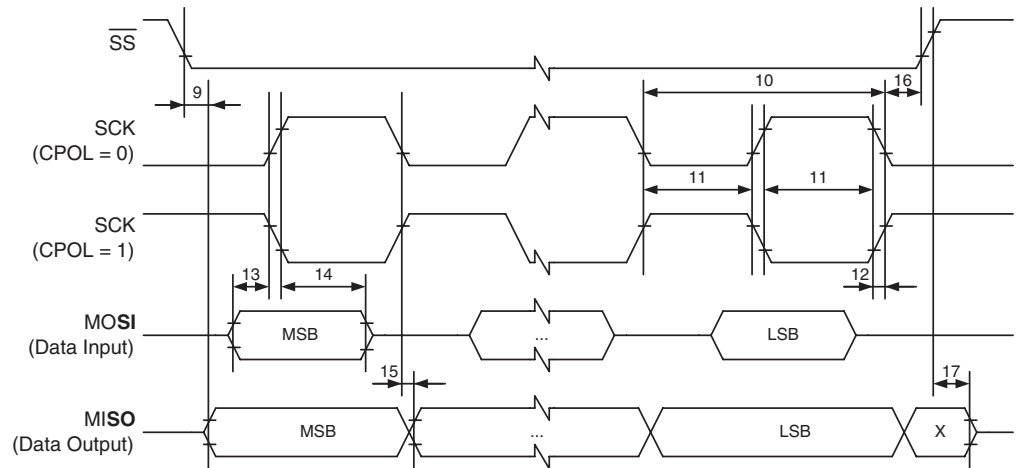 SS
9
10
16
SCK
(CPOL = 0)
11
11
SCK
(CPOL = 1)
13
14
12
MOSI
(Data Input)
MSB
...
LSB
15
17
MISO
(Data Output)
MSB
...
LSB
X